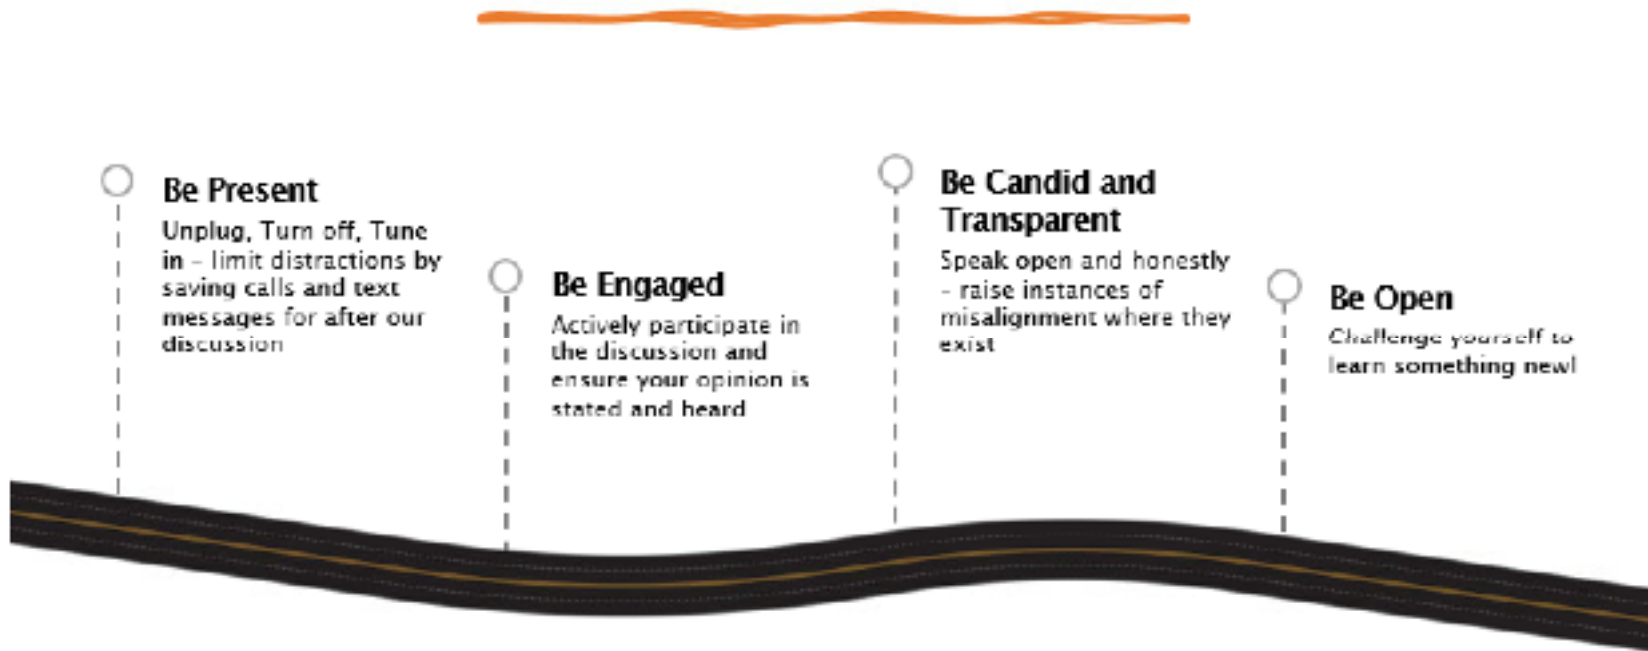 Be Present
Unplug, Turn off, Tune
in – limit distractions by
saving calls and text
messages for after our
discussion
Be Engaged
Actively participate in
the discussion and
ensure your opinion is
stated and heard
Be Candid and
Transparent
Speak open and honestly
– raise instances of
misalignment where they
exist
Be Open
Challenge yourself to
learn something new!